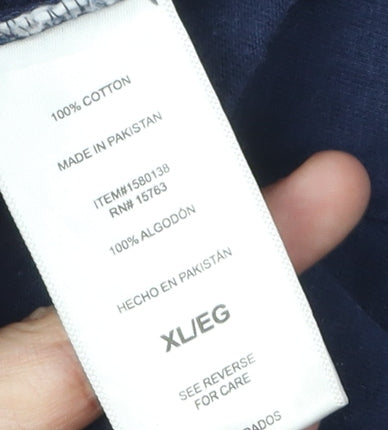 100% COTTON
MADE IN PAKISTAN
ITEM#1580138
RN# 15763
100% ALGODÓN
HECHO EN PAKISTÁN
XL/EG
SEE REVERSE
FOR CARE